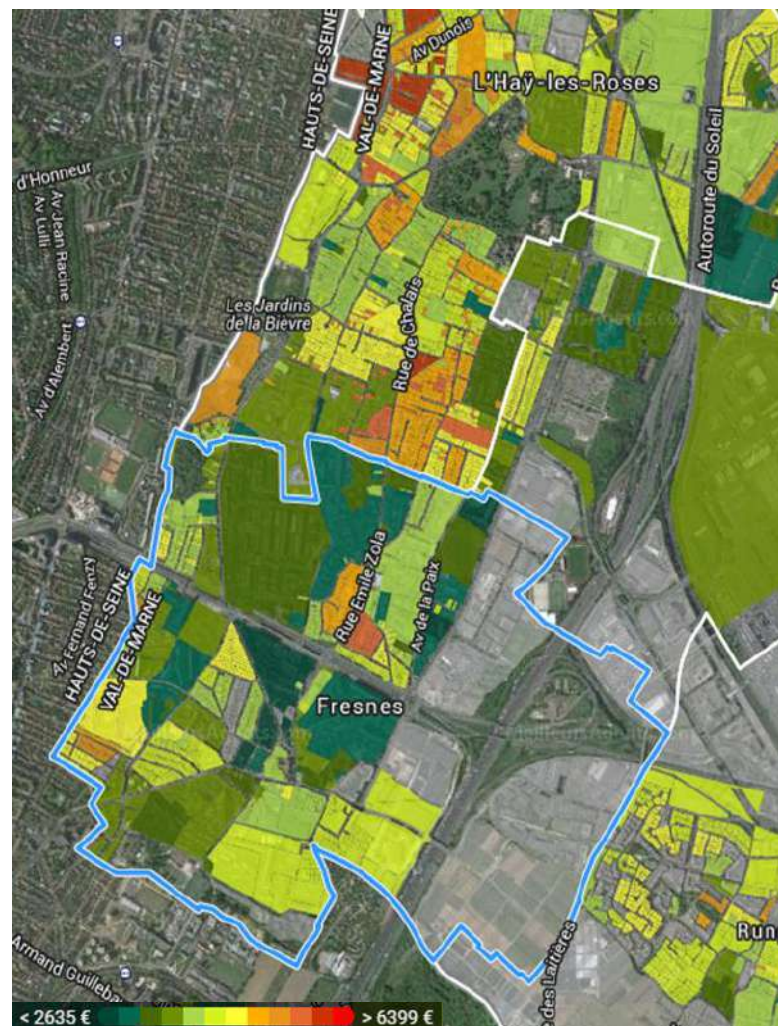 HAUTS-DE-SEINE
VAL-DE-MARNE
Av Dunois
L'Haÿ-les-Roses
Autoroute du Soleil
d'Honneur
Av Jean Racine
Av Lulli
Av d'Alembert
Les Jardins
de la Bièvre
Rue de Chalais
Rue Emile Zola
Av de la Paix
Av Fernand Fenzy
HAUTS-DE-SEINE
VAL-DE-MARNE
Fresnes
Run
des Laitières
Armand Guilleba
< 2635 €
> 6399 €